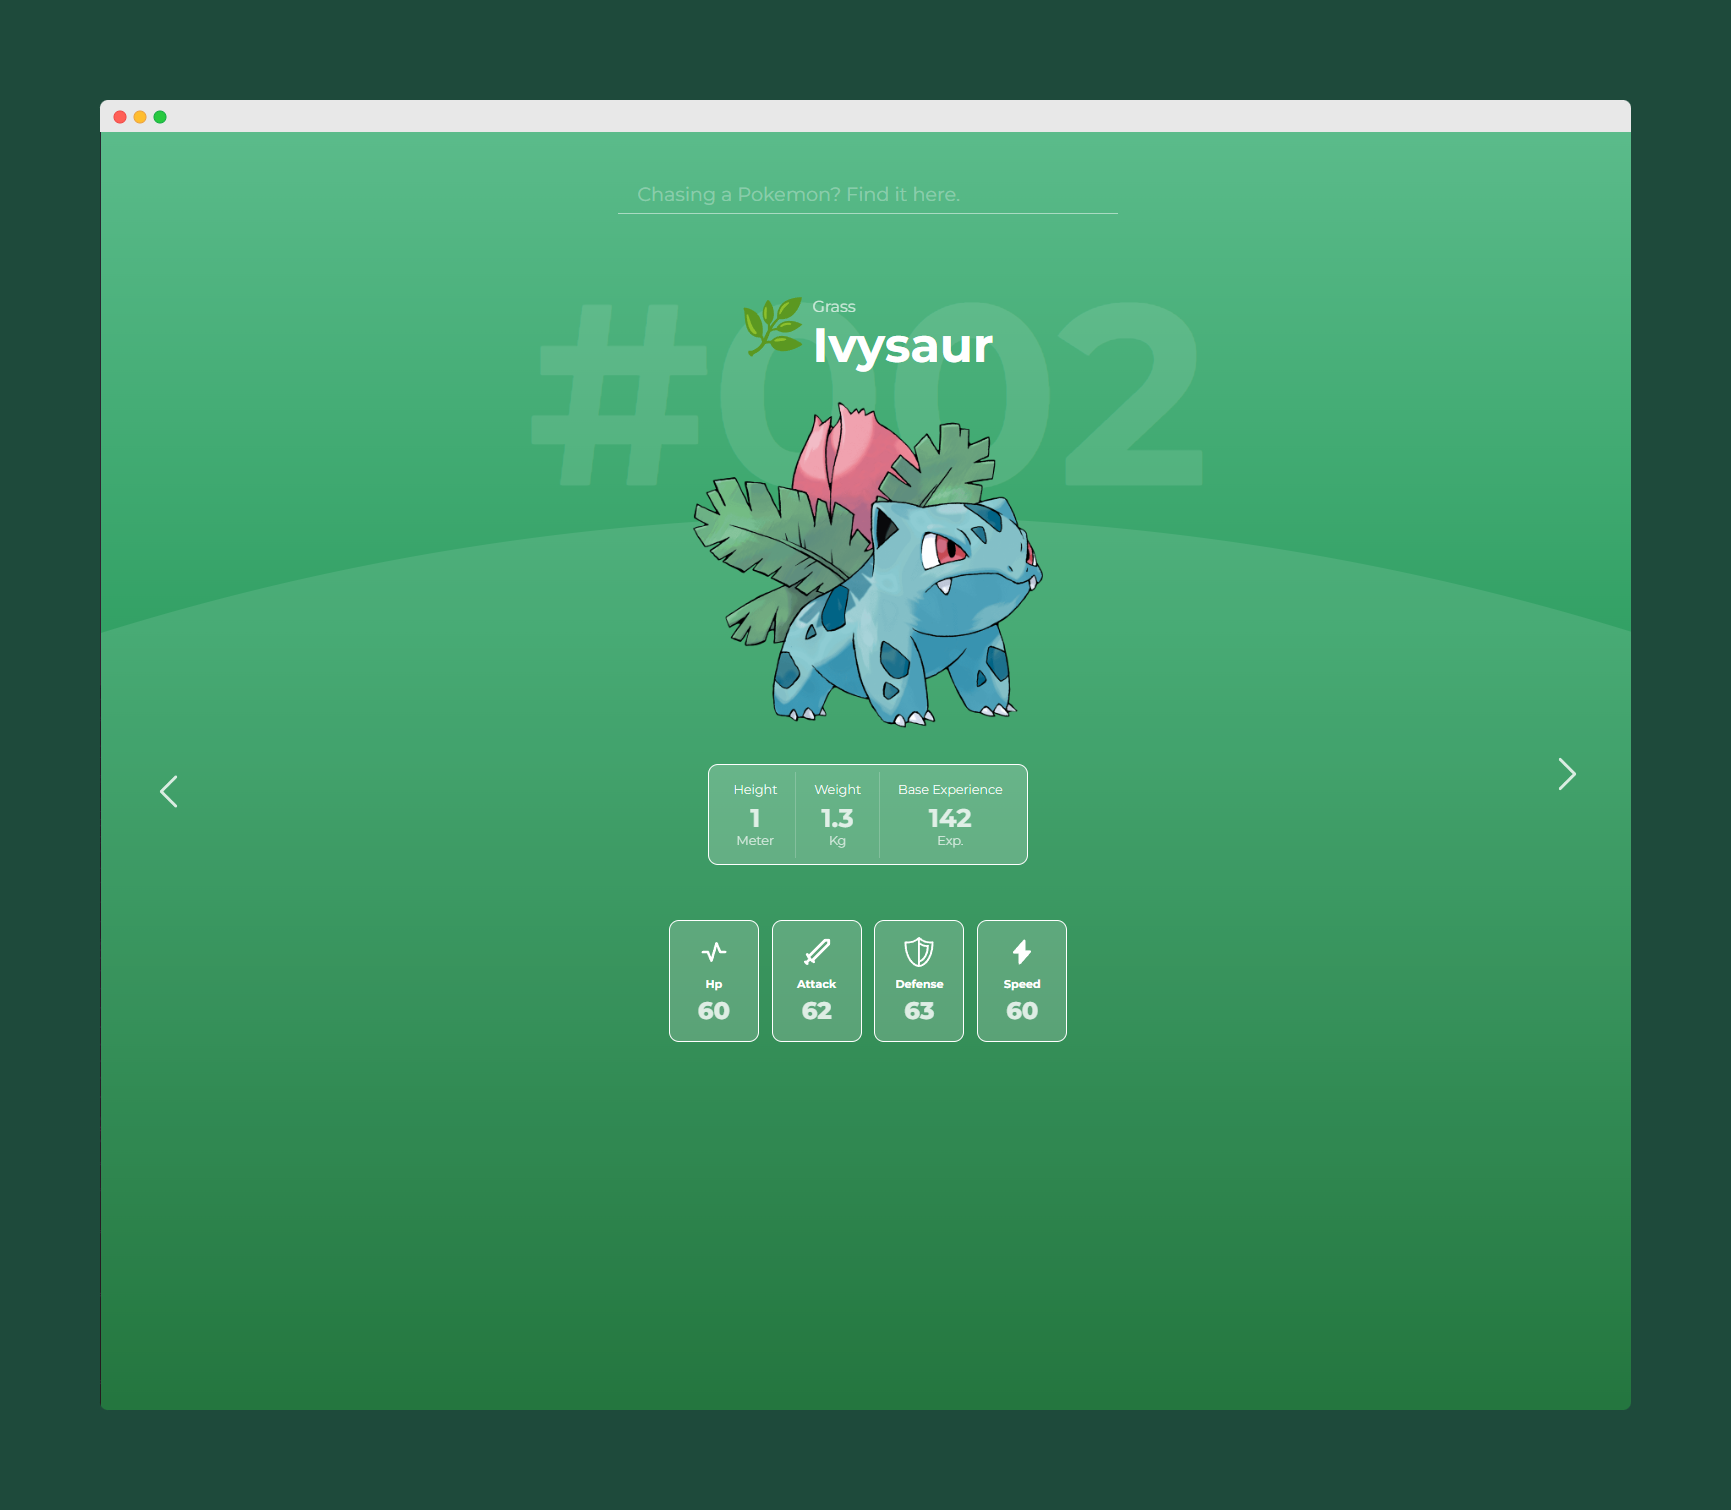 Chasing a Pokemon? Find it here.
#002
Grass
Ivysaur
Height Weight Base Experience
1 1.3 142
Meter Kg Exp.
Hp Attack Defense Speed
60 62 63 60